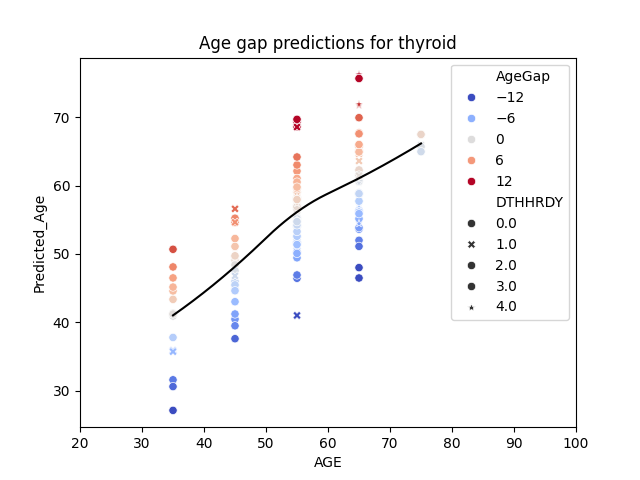 Age gap predictions for thyroid
Predicted_Age
70
60
50
40
30
20 30 40 50 60 70 80 90 100
AGE
AgeGap
−12
−6
0
6
12
DTHHRDY
0.0
1.0
2.0
3.0
4.0